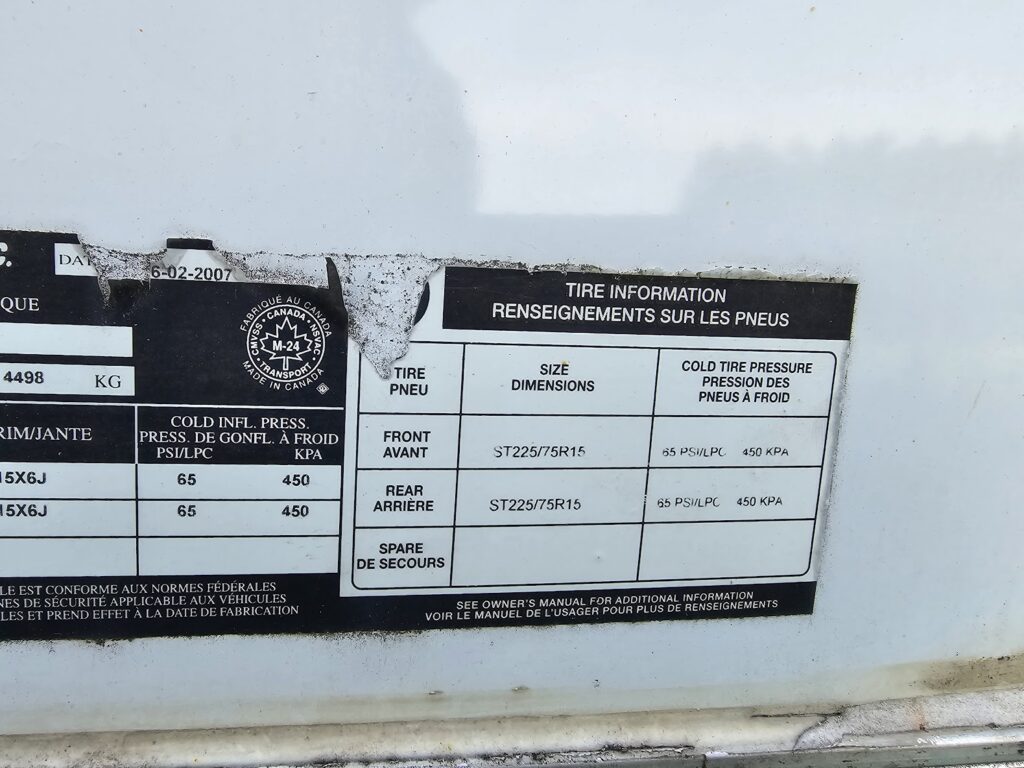 C.
DAT
6-02-2007
QUE
4498 KG
FABRIQUÉ AU CANADA
CMVSS · CANADA · NSVAC
M-24
TRANSPORT
MADE IN CANADA
RIM/JANTE
COLD INFL. PRESS.
PRESS. DE GONFL. À FROID
PSI/LPC KPA
15X6J 65 450
15X6J 65 450
LE EST CONFORME AUX NORMES FÉDÉRALES
NES DE SÉCURITÉ APPLICABLE AUX VÉHICULES
LES ET PREND EFFET À LA DATE DE FABRICATION
TIRE INFORMATION
RENSEIGNEMENTS SUR LES PNEUS
TIRE
PNEU
SIZE
DIMENSIONS
COLD TIRE PRESSURE
PRESSION DES
PNEUS À FROID
FRONT
AVANT
ST225/75R15
65 PSI/LPC 450 KPA
REAR
ARRIÈRE
ST225/75R15
65 PSI/LPC 450 KPA
SPARE
DE SECOURS
SEE OWNER'S MANUAL FOR ADDITIONAL INFORMATION
VOIR LE MANUEL DE L'USAGER POUR PLUS DE RENSEIGNEMENTS